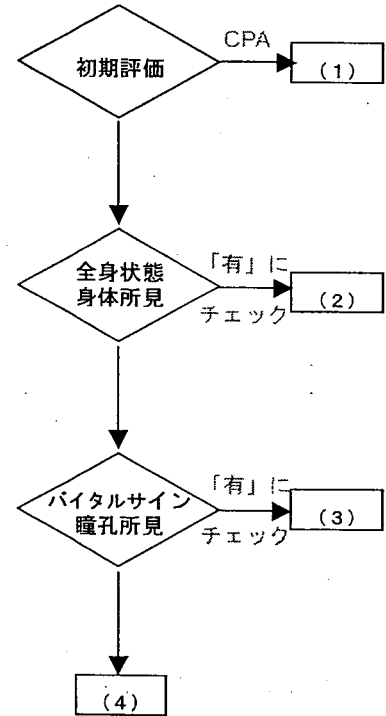 初期評価
CPA
(1)
全身状態
身体所見
「有」に
チェック
(2)
バイタルサイン
瞳孔所見
「有」に
チェック
(3)
(4)